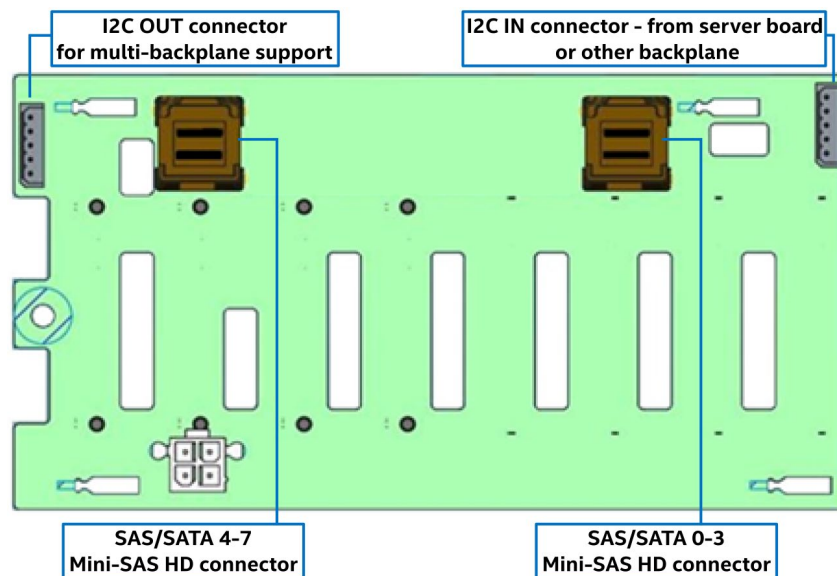 I2C OUT connector
for multi-backplane support
I2C IN connector - from server board
or other backplane
SAS/SATA 4-7
Mini-SAS HD connector
SAS/SATA 0-3
Mini-SAS HD connector